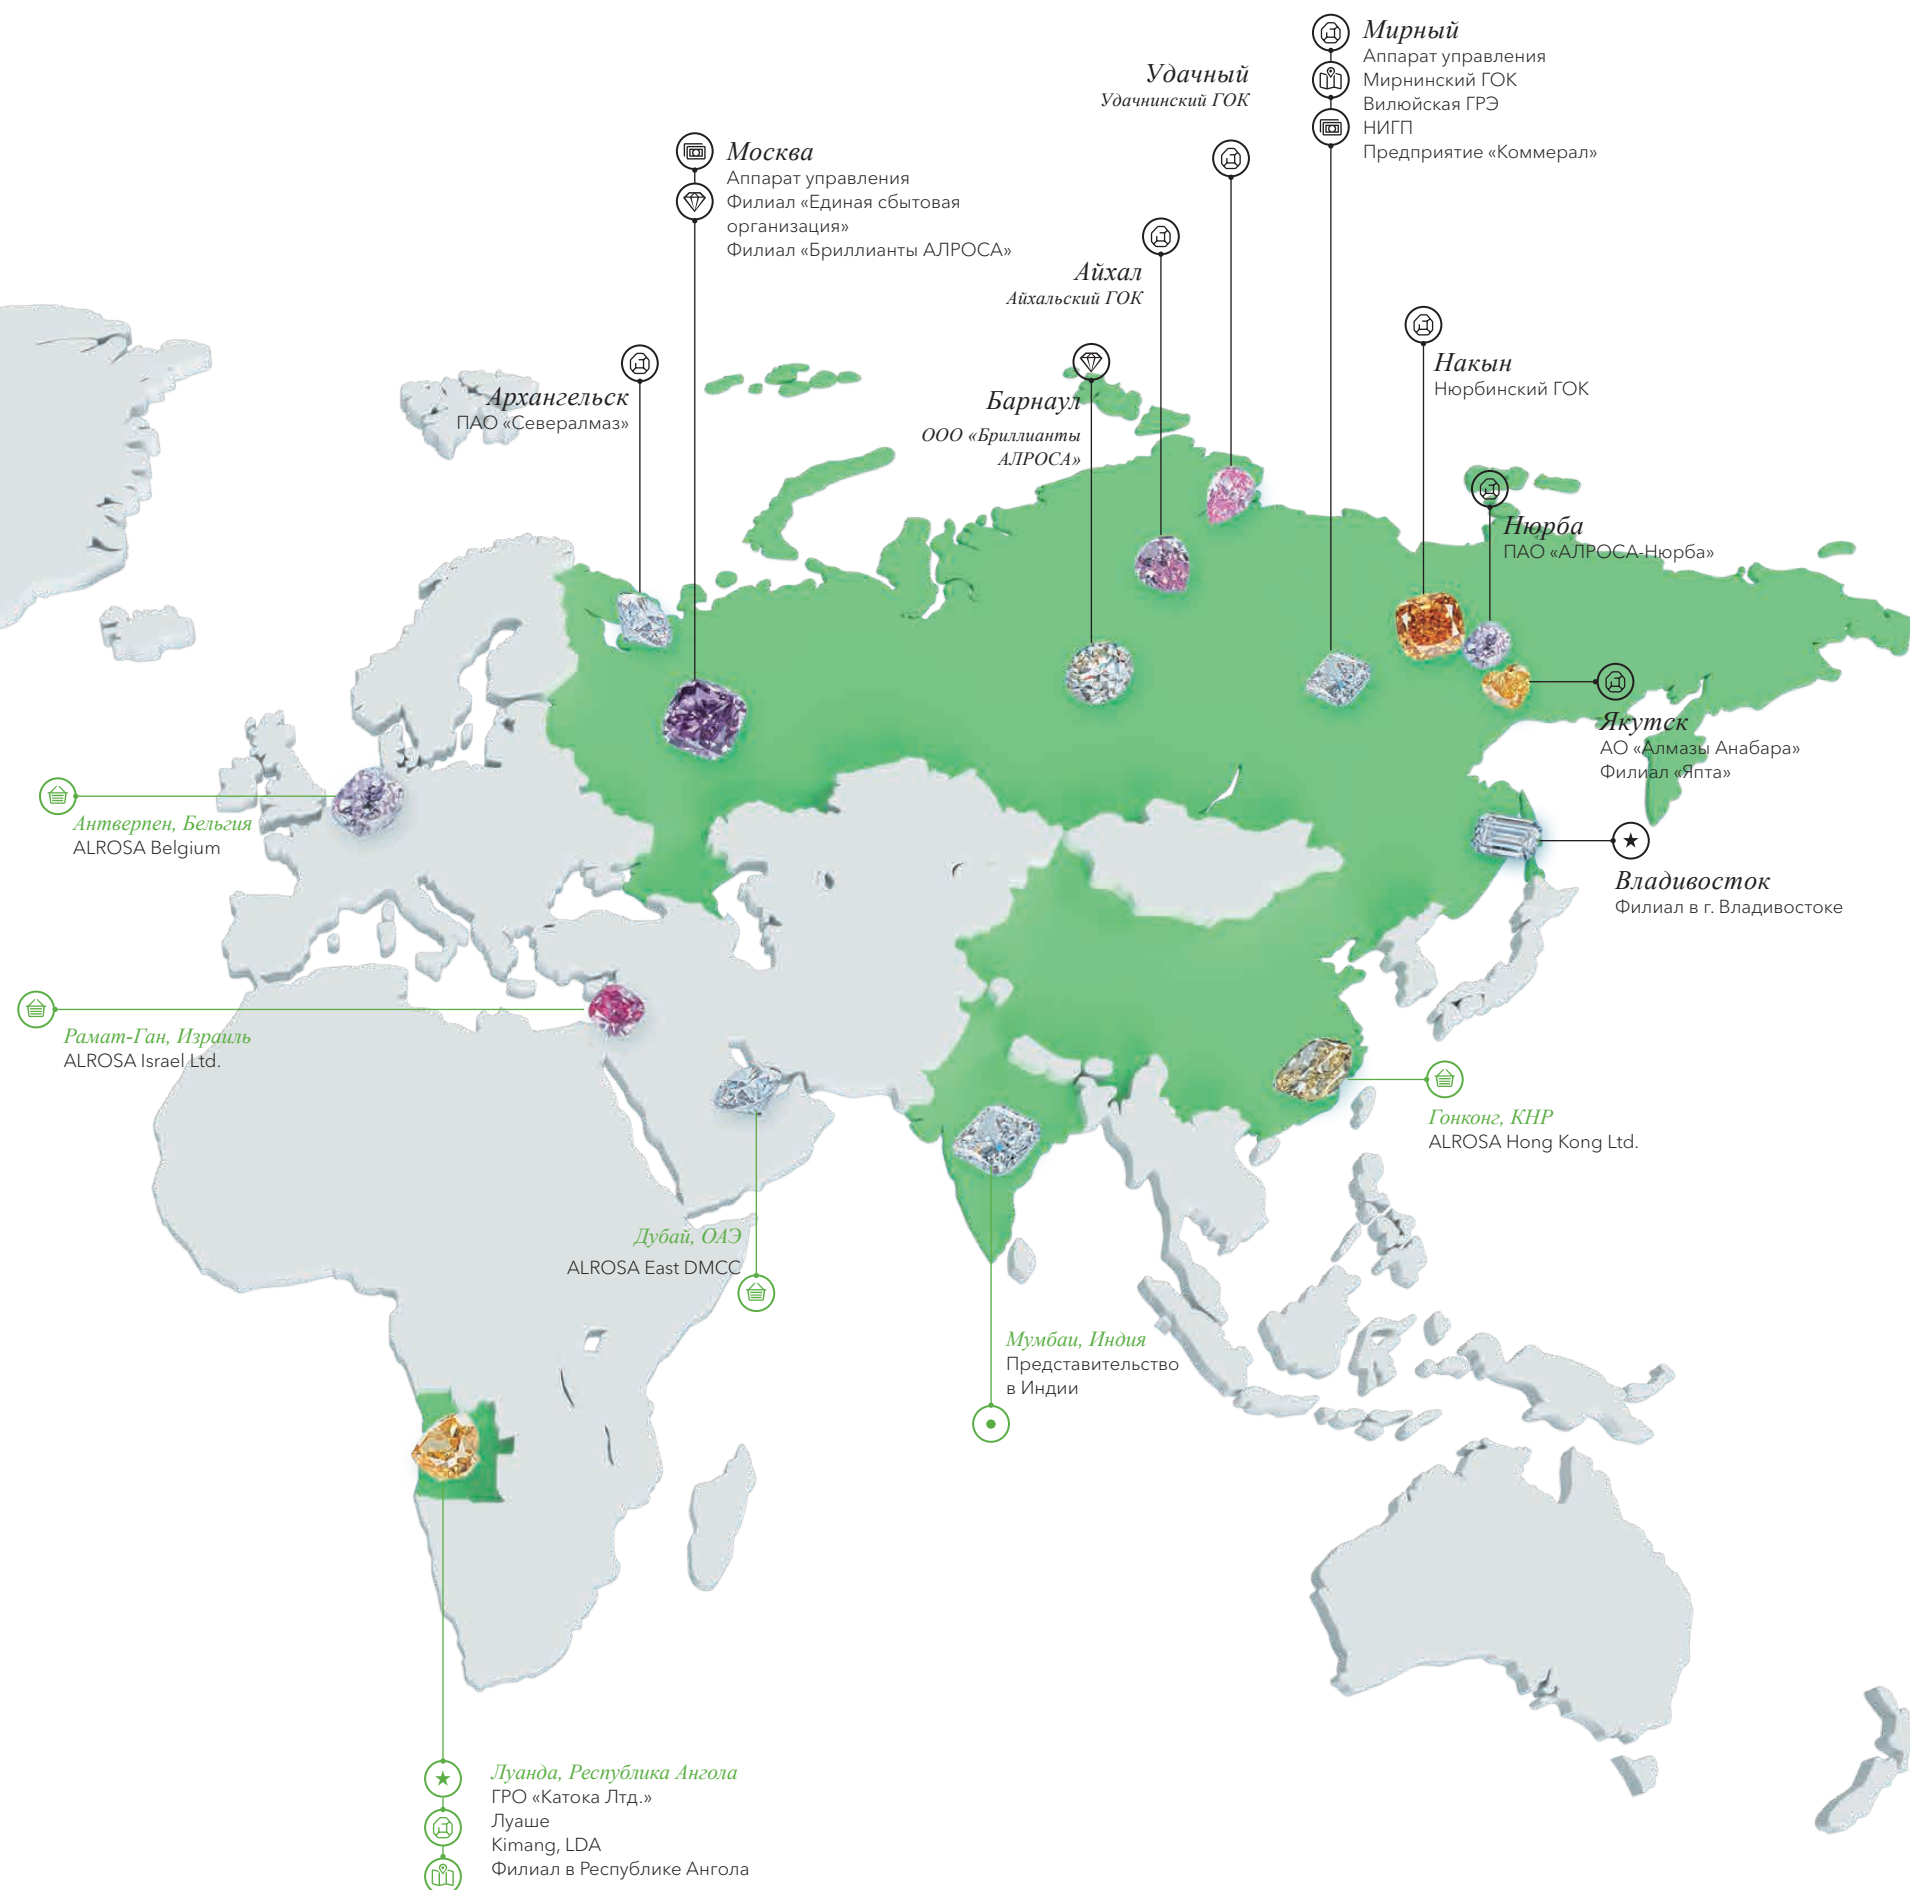 Мирный
Аппарат управления
Мирнинский ГОК
Вилюйская ГРЭ
НИГП
Предприятие «Коммерал»
Удачный
Удачнинский ГОК
Москва
Аппарат управления
Филиал «Единая сбытовая
организация»
Филиал «Бриллианты АЛРОСА»
Айхал
Айхальский ГОК
Накын
Нюрбинский ГОК
Архангельск
ПАО «Севералмаз»
Барнаул
ООО «Бриллианты
АЛРОСА»
Нюрба
ПАО «АЛРОСА-Нюрба»
Якутск
АО «Алмазы Анабара»
Филиал «Япта»
Антверпен, Бельгия
ALROSA Belgium
Владивосток
Филиал в г. Владивостоке
Рамат-Ган, Израиль
ALROSA Israel Ltd.
Гонконг, КНР
ALROSA Hong Kong Ltd.
Дубай, ОАЭ
ALROSA East DMCC
Мумбаи, Индия
Представительство
в Индии
Луанда, Республика Ангола
ГРО «Катока Лтд.»
Луаше
Kimang, LDA
Филиал в Республике Ангола